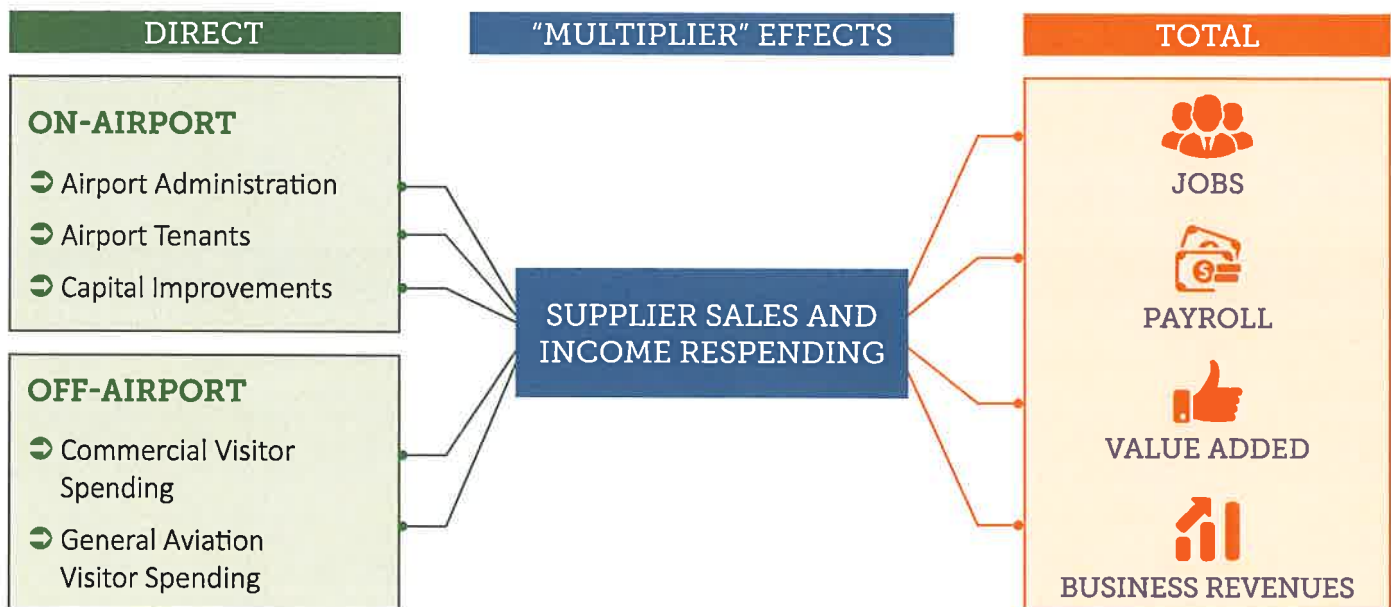 DIRECT
"MULTIPLIER" EFFECTS
TOTAL
ON-AIRPORT
Airport Administration
Airport Tenants
Capital Improvements
OFF-AIRPORT
Commercial Visitor
Spending
General Aviation
Visitor Spending
SUPPLIER SALES AND
INCOME RESPENDING
JOBS
$
PAYROLL
VALUE ADDED
BUSINESS REVENUES